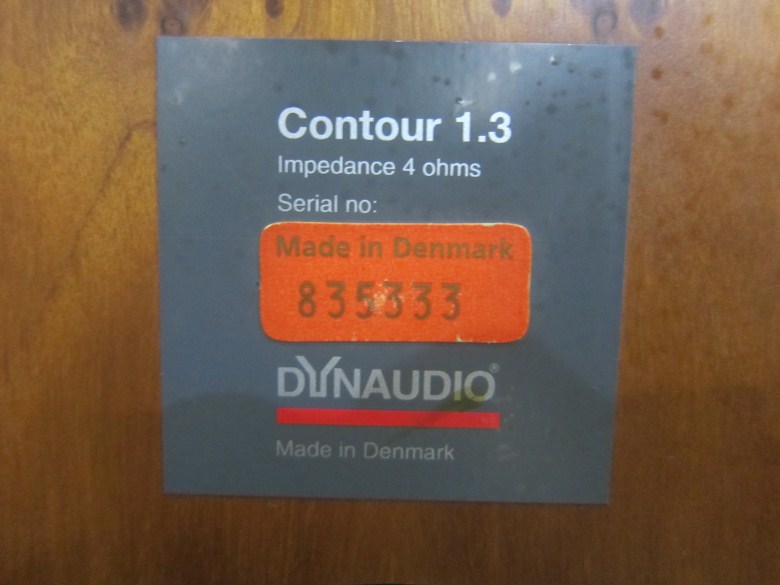 Contour 1.3
Impedance 4 ohms
Serial no:
Made in Denmark
835333
DYNAUDIO®
Made in Denmark